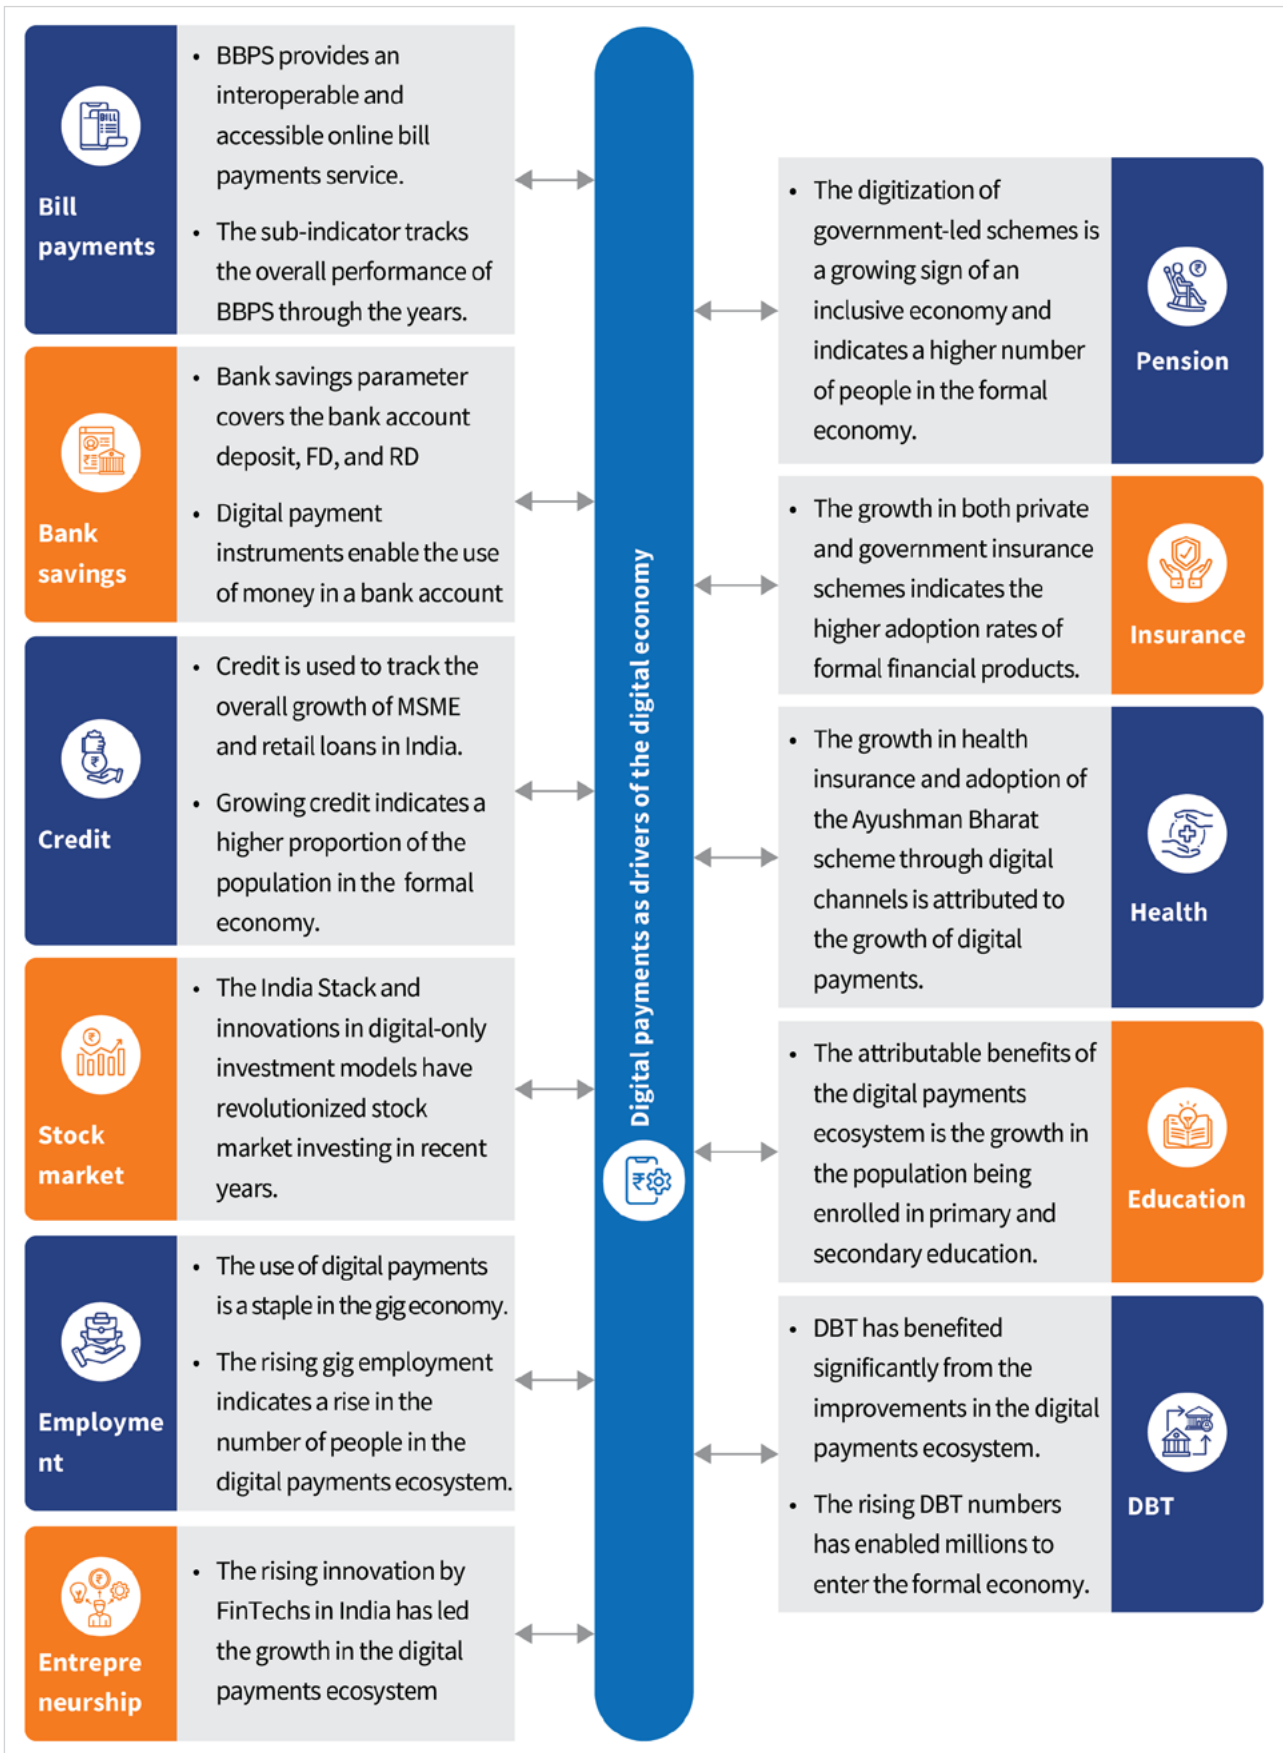 Bill
payments
• BBPS provides an
interoperable and
accessible online bill
payments service.
• The sub-indicator tracks
the overall performance of
BBPS through the years.
Bank
savings
• Bank savings parameter
covers the bank account
deposit, FD, and RD
• Digital payment
instruments enable the use
of money in a bank account
Credit
• Credit is used to track the
overall growth of MSME
and retail loans in India.
• Growing credit indicates a
higher proportion of the
population in the formal
economy.
Stock
market
• The India Stack and
innovations in digital-only
investment models have
revolutionized stock
market investing in recent
years.
Employme
nt
• The use of digital payments
is a staple in the gig economy.
• The rising gig employment
indicates a rise in the
number of people in the
digital payments ecosystem.
Entrepre
neurship
• The rising innovation by
FinTechs in India has led
the growth in the digital
payments ecosystem
Digital payments as drivers of the digital economy
₹
• The digitization of
government-led schemes is
a growing sign of an
inclusive economy and
indicates a higher number
of people in the formal
economy.
Pension
• The growth in both private
and government insurance
schemes indicates the
higher adoption rates of
formal financial products.
Insurance
• The growth in health
insurance and adoption of
the Ayushman Bharat
scheme through digital
channels is attributed to
the growth of digital
payments.
Health
• The attributable benefits of
the digital payments
ecosystem is the growth in
the population being
enrolled in primary and
secondary education.
Education
• DBT has benefited
significantly from the
improvements in the digital
payments ecosystem.
• The rising DBT numbers
has enabled millions to
enter the formal economy.
DBT